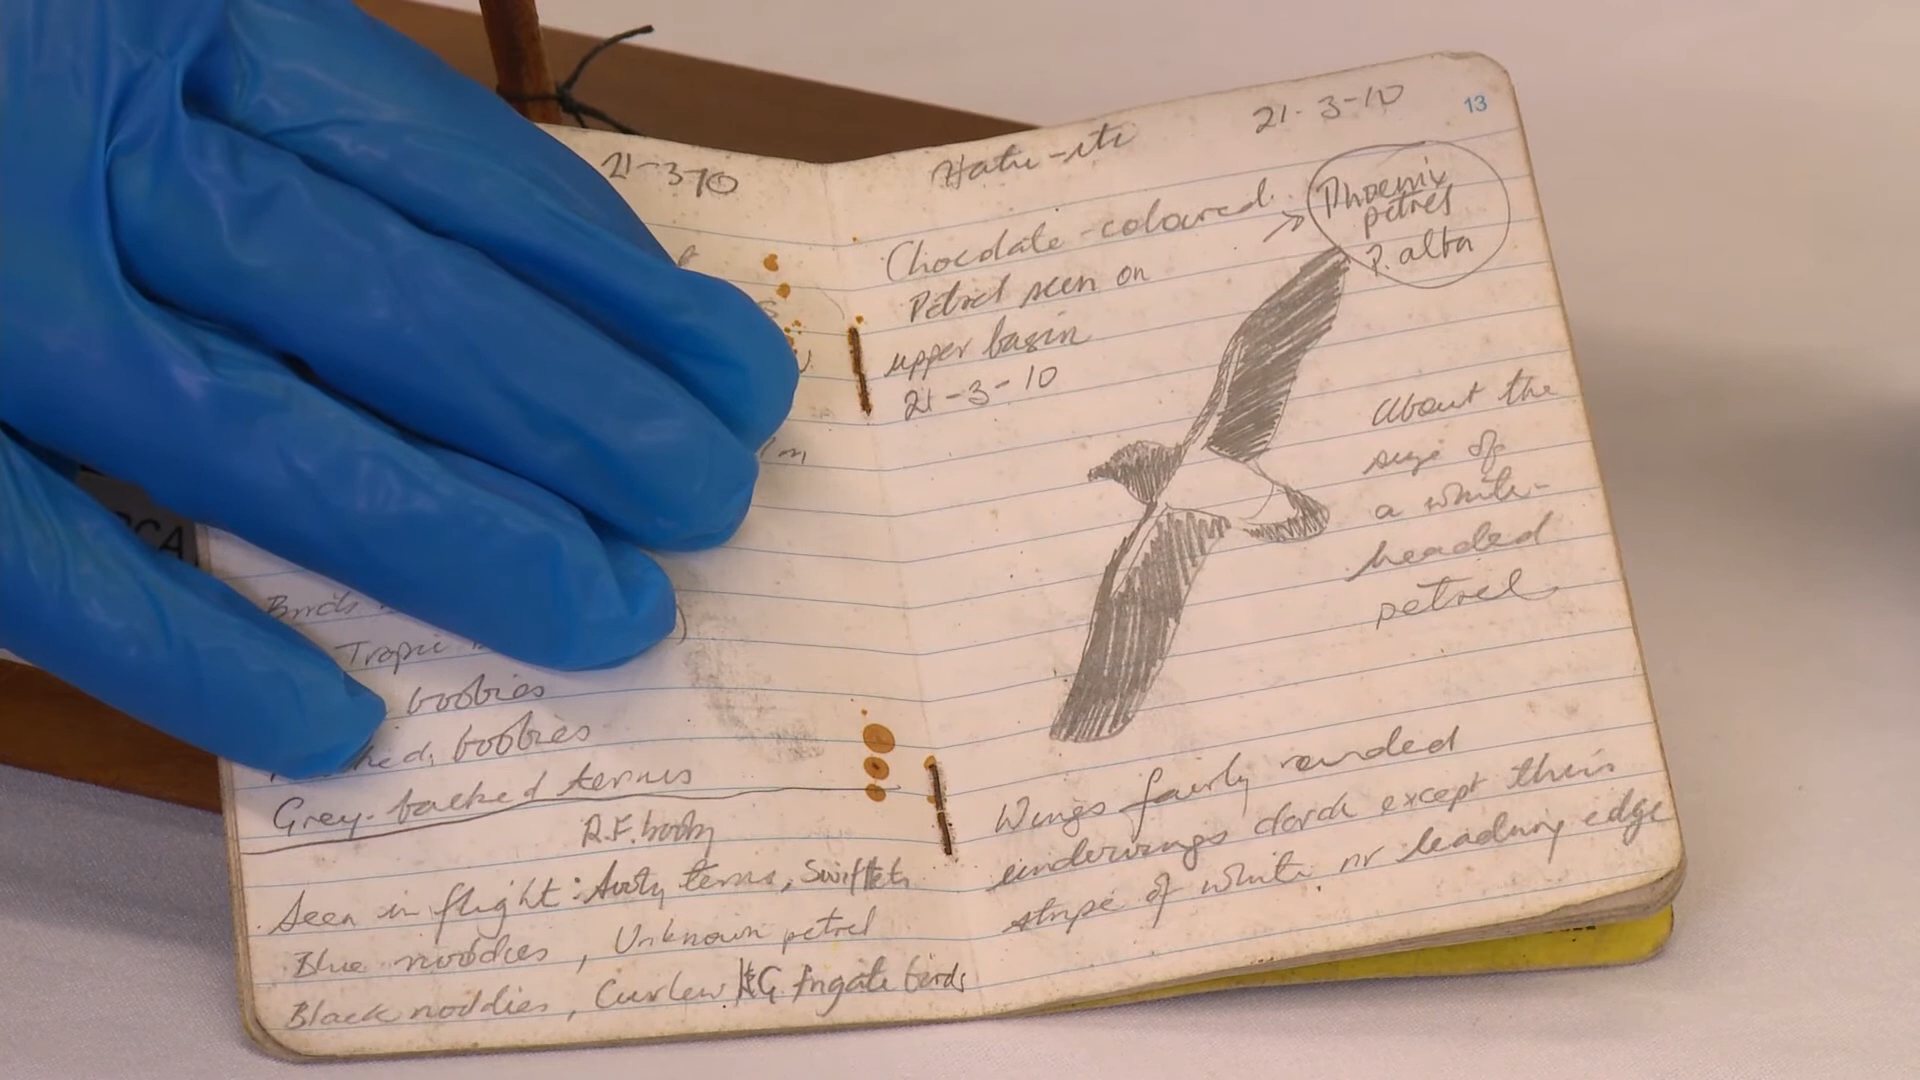 21-3-10
Birds
Tropic
boobies
boobies
Grey-backed terns
R.F. booby
Seen in flight: Sooty terns, Swiftlets
Blue noddies, Unknown petrel
Black noddies, Curlew, frigate birds
Hatu-iti 21-3-10 13
Chocolate-coloured
Petrel seen on
upper basin
21-3-10
→ Phoenix
petrel
P. alba
About the
size of
a white-
headed
petrel
Wings fairly rounded
underwings dark except thin
stripe of white nr leading edge